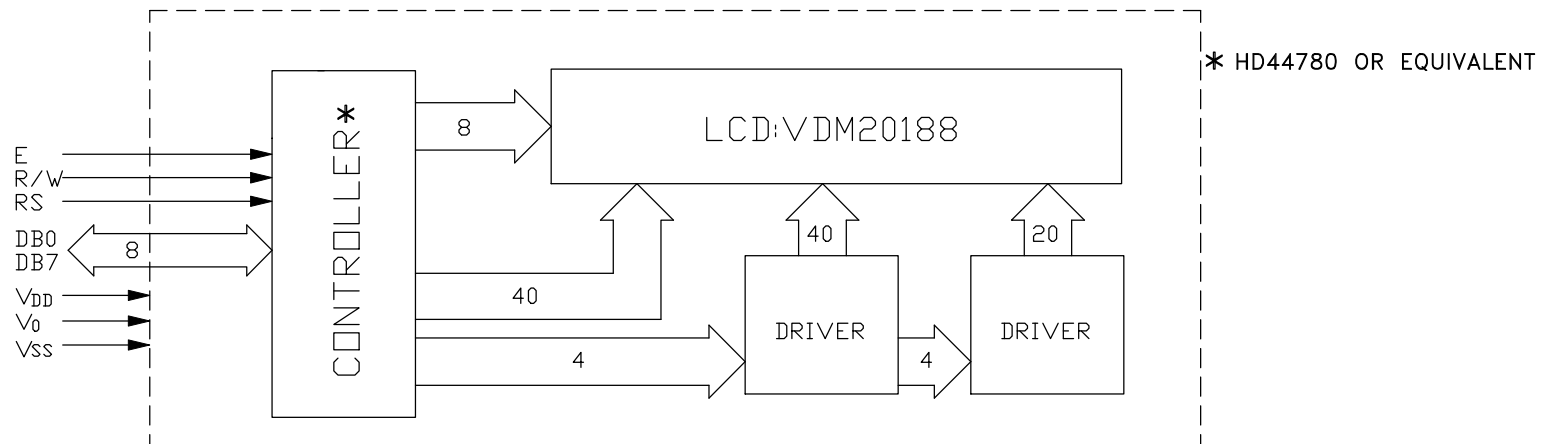 * HD44780 OR EQUIVALENT
CONTROLLER*
8
LCD:VDM20188
E
R/W
RS
DB0
DB7
8
40
20
VDD
V0
VSS
40
DRIVER
DRIVER
4
4